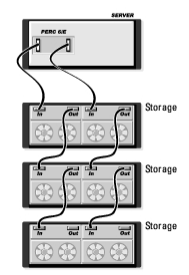 SERVER
PERC 6/E
In Out In Out
Storage
In Out In Out
Storage
In Out In Out
Storage